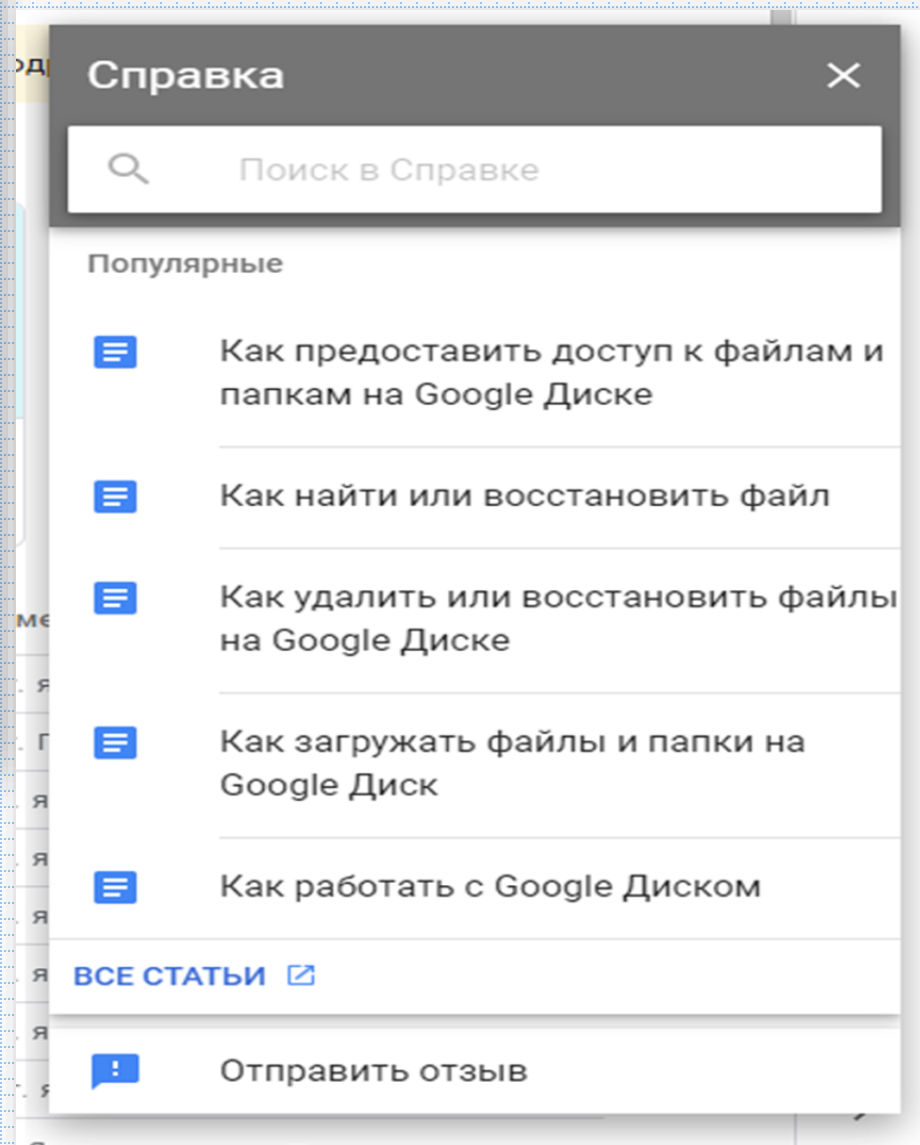 Справка
Поиск в Справке
Популярные
Как предоставить доступ к файлам и
папкам на Google Диске
Как найти или восстановить файл
Как удалить или восстановить файлы
на Google Диске
Как загружать файлы и папки на
Google Диск
Как работать с Google Диском
ВСЕ СТАТЬИ
Отправить отзыв